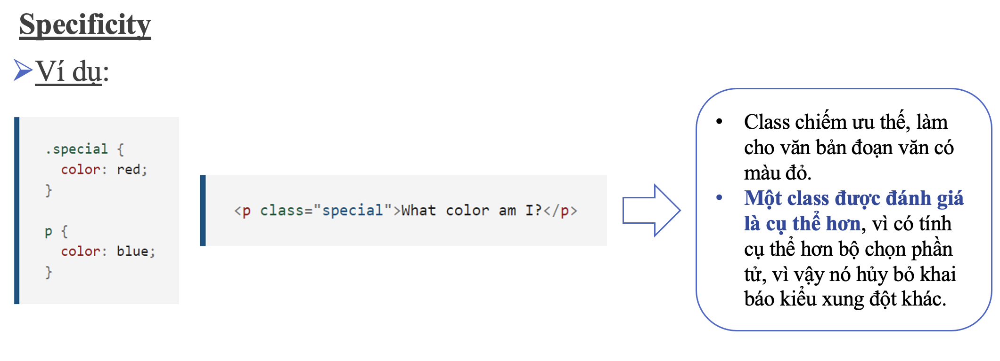 Specificity
Ví dụ:
.special {
color: red;
}
p {
color: blue;
}
<p class="special">What color am I?</p>
• Class chiếm ưu thế, làm
cho văn bản đoạn văn có
màu đỏ.
• Một class được đánh giá
là cụ thể hơn, vì có tính
cụ thể hơn bộ chọn phần
tử, vì vậy nó hủy bỏ khai
báo kiểu xung đột khác.